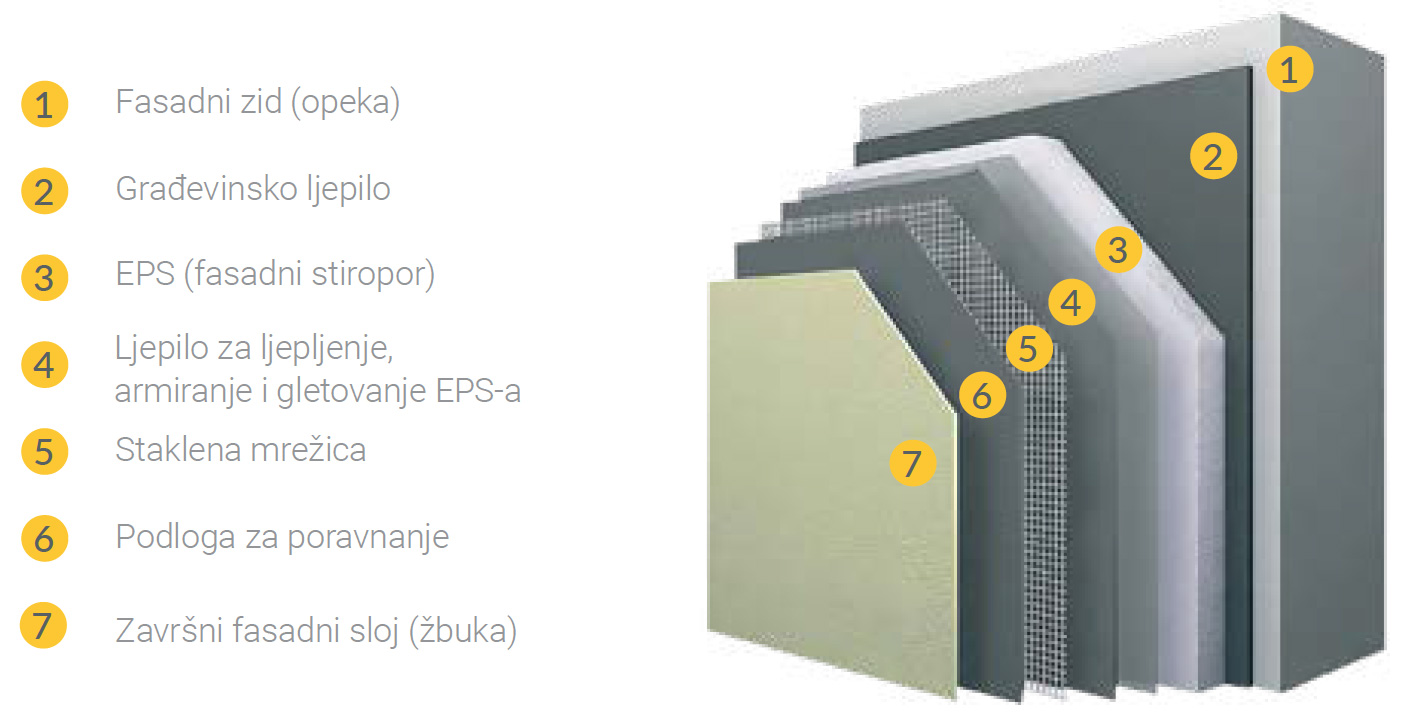 1 Fasadni zid (opeka)
2 Građevinsko ljepilo
3 EPS (fasadni stiropor)
4 Ljepilo za ljepljenje,
armiranje i gletovanje EPS-a
5 Staklena mrežica
6 Podloga za poravnanje
7 Završni fasadni sloj (žbuka)
1
2
3
4
5
6
7